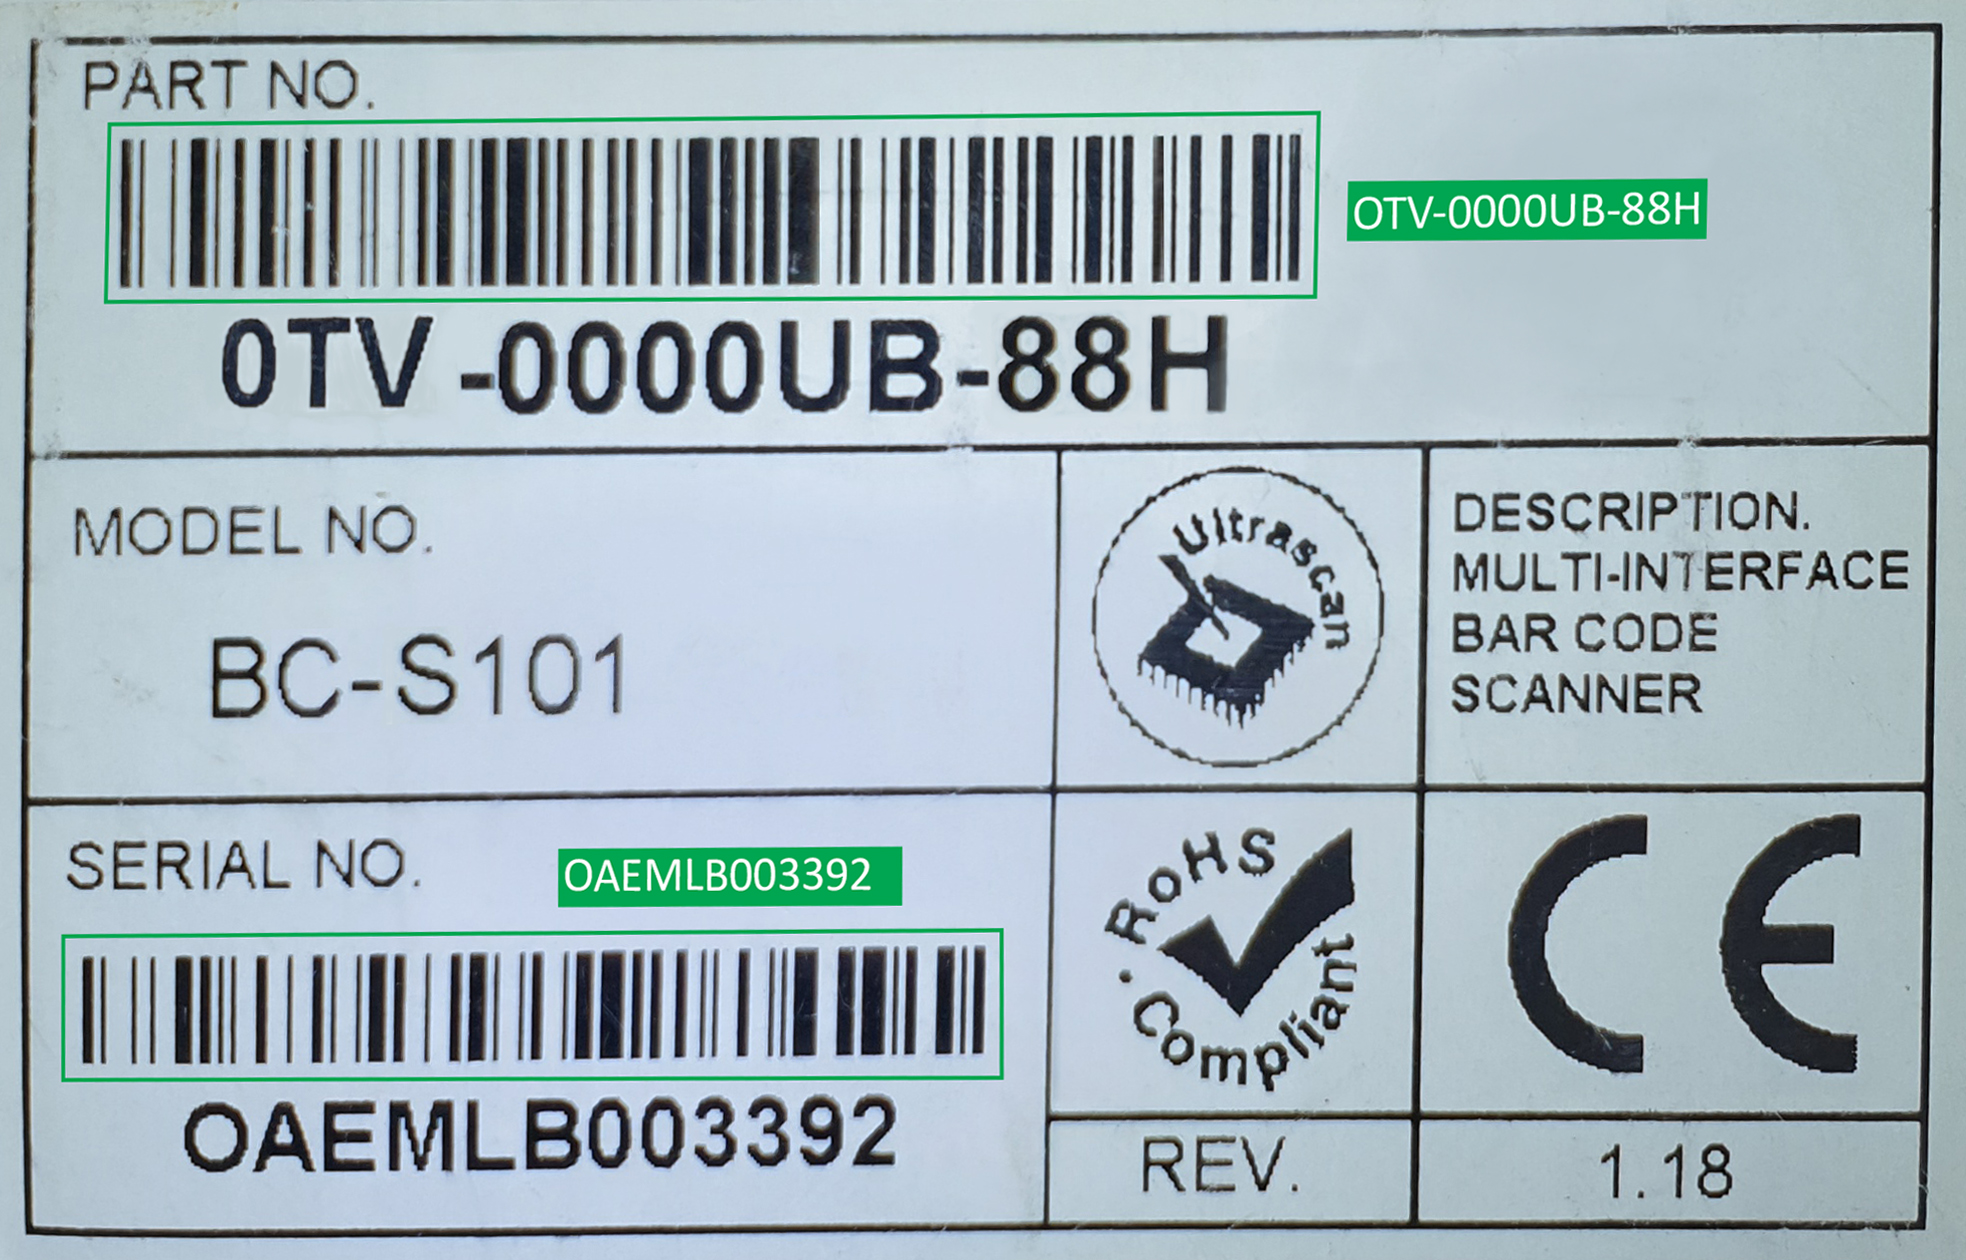 PART NO.
OTV-0000UB-88H
0TV-0000UB-88H
MODEL NO.
BC-S101
Ultrascan
DESCRIPTION.
MULTI-INTERFACE
BAR CODE
SCANNER
SERIAL NO.
OAEMLB003392
OAEMLB003392
RoHS
Compliant
CE
REV.
1.18